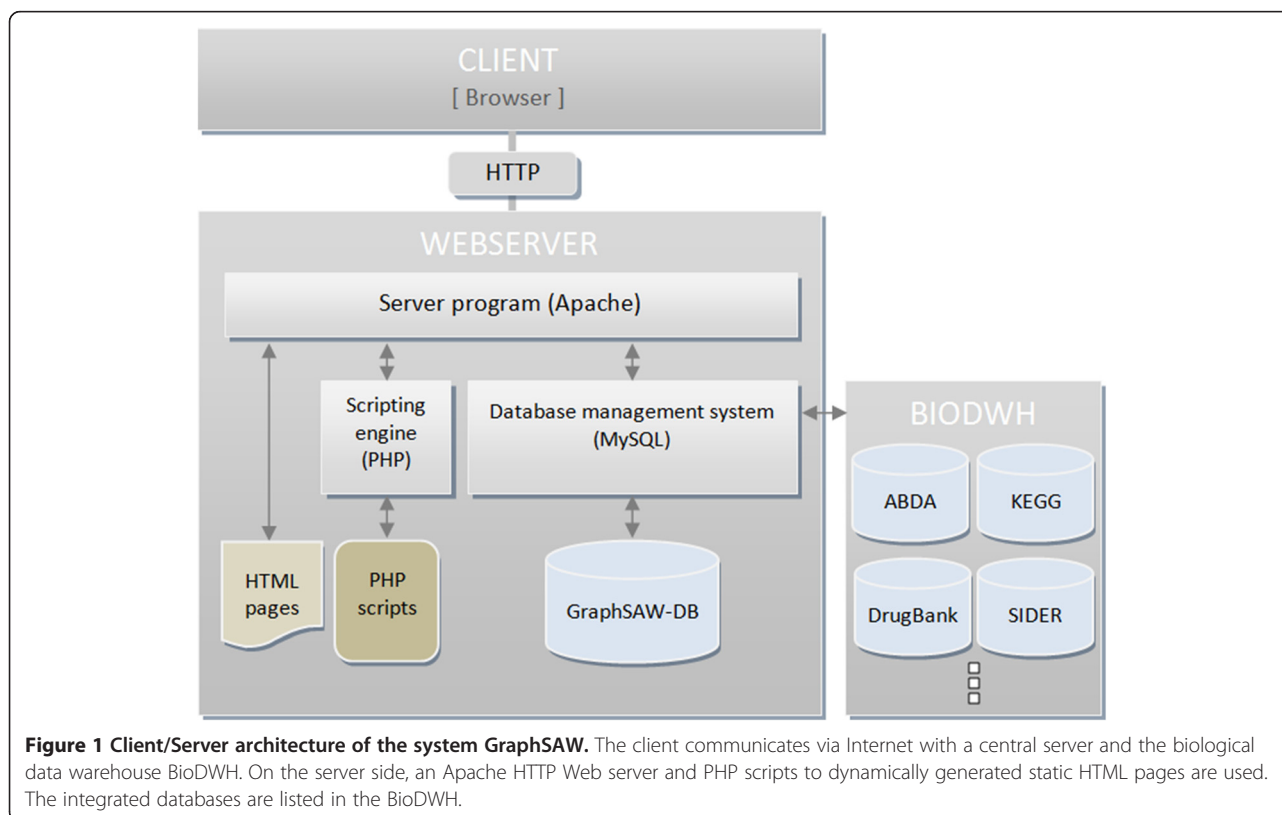 CLIENT
[ Browser ]
HTTP
WEBSERVER
Server program (Apache)
Scripting
engine
(PHP)
Database management system
(MySQL)
BIODWH
ABDA
KEGG
HTML
pages
PHP
scripts
GraphSAW-DB
DrugBank
SIDER
Figure 1 Client/Server architecture of the system GraphSAW. The client communicates via Internet with a central server and the biological
data warehouse BioDWH. On the server side, an Apache HTTP Web server and PHP scripts to dynamically generated static HTML pages are used.
The integrated databases are listed in the BioDWH.